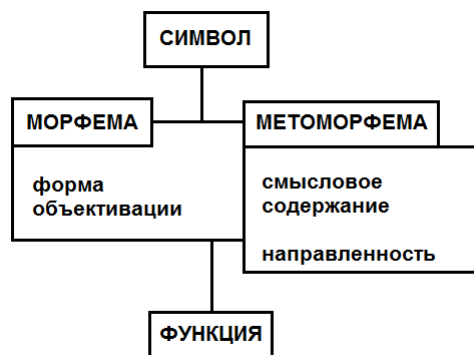 СИМВОЛ
МОРФЕМА
МЕТОМОРФЕМА
форма
объективации
смысловое
содержание
направленность
ФУНКЦИЯ